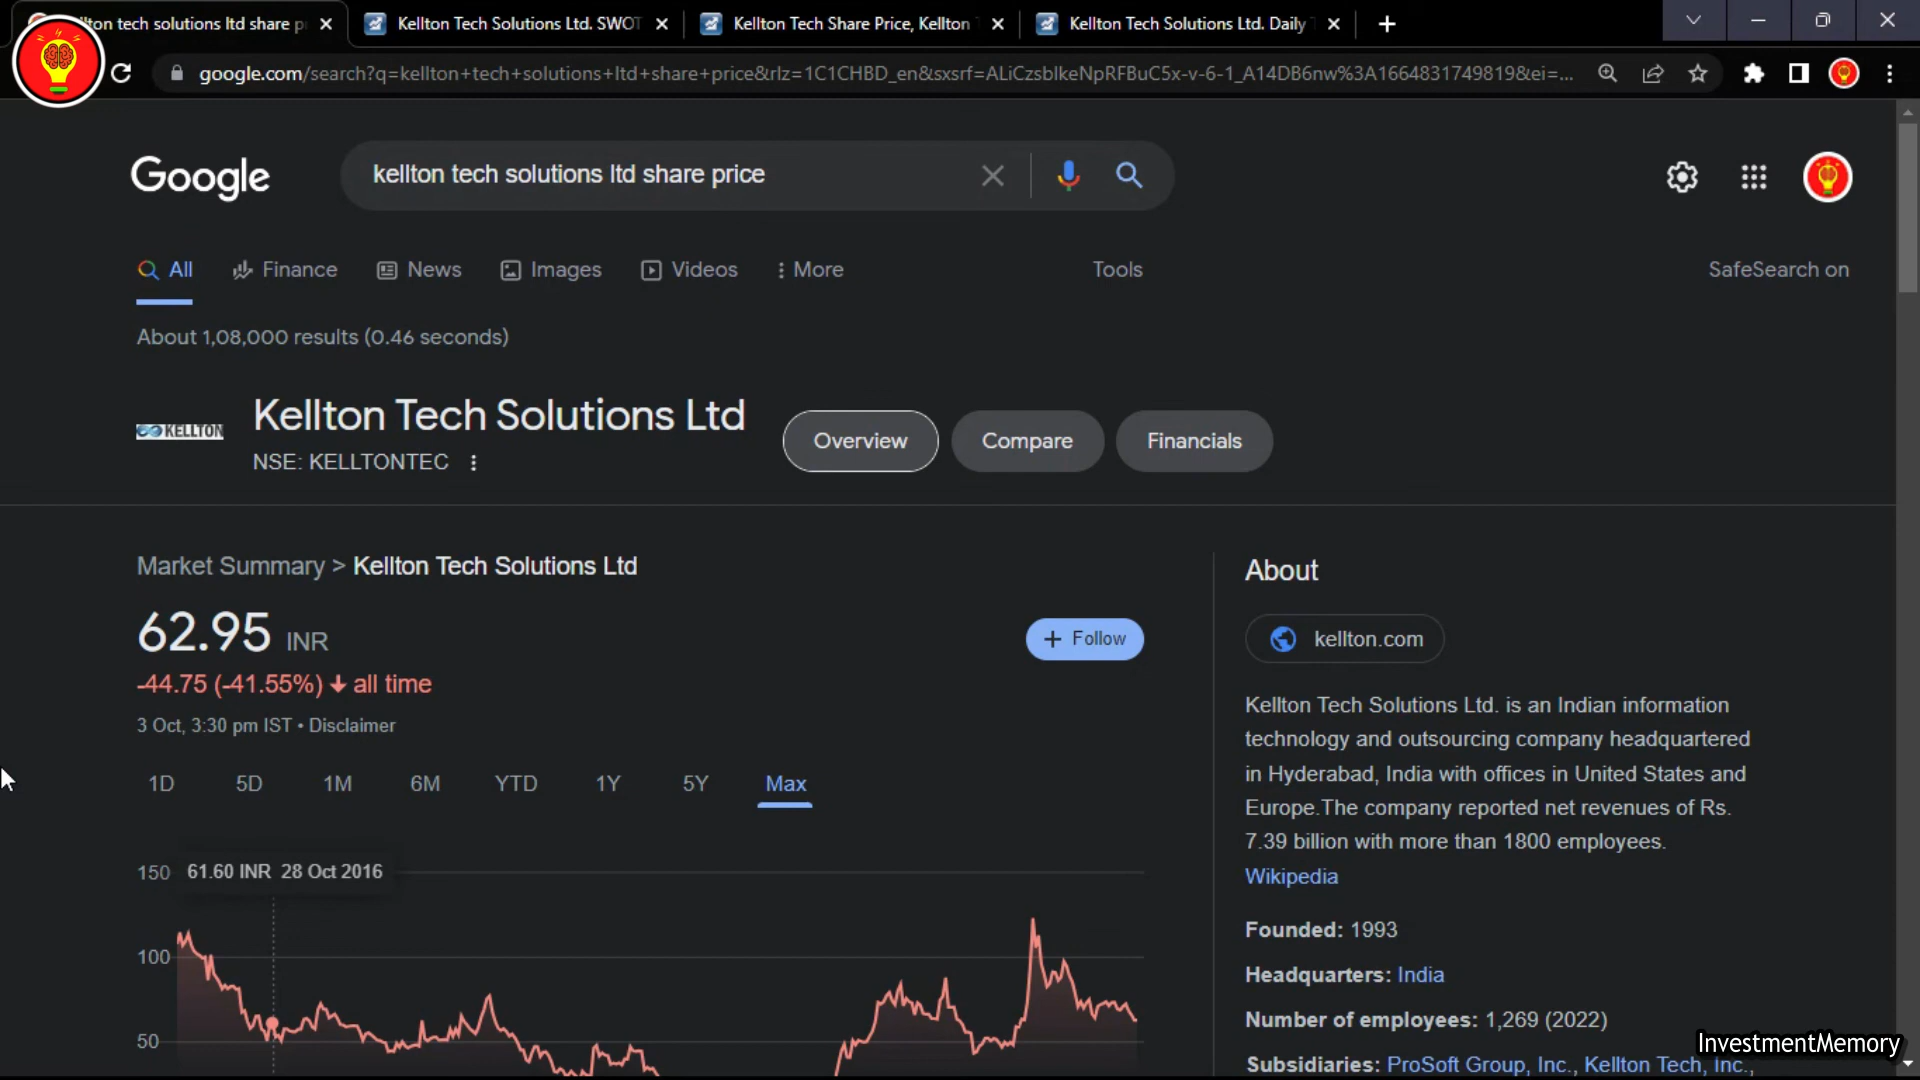 tech solutions ltd share p
Kellton Tech Solutions Ltd. SWOT
Kellton Tech Share Price, Kellton
Kellton Tech Solutions Ltd. Daily
google.com/search?q=kellton+tech+solutions+ltd+share+price&rlz=1C1CHBD_en&sxsrf=ALiCzsblkeNpRFBuC5x-v-6-1_A14DB6nw%3A1664831749819&ei=...
Google
kellton tech solutions ltd share price
All
Finance
News
Images
Videos
More
Tools
SafeSearch on
About 1,08,000 results (0.46 seconds)
KELLTON
Kellton Tech Solutions Ltd
NSE: KELLTONTEC
Overview
Compare
Financials
Market Summary > Kellton Tech Solutions Ltd
62.95 INR
+ Follow
-44.75 (-41.55%) ↓ all time
3 Oct, 3:30 pm IST • Disclaimer
1D 5D 1M 6M YTD 1Y 5Y Max
150
61.60 INR 28 Oct 2016
100
50
About
kellton.com
Kellton Tech Solutions Ltd. is an Indian information
technology and outsourcing company headquartered
in Hyderabad, India with offices in United States and
Europe.The company reported net revenues of Rs.
7.39 billion with more than 1800 employees.
Wikipedia
Founded: 1993
Headquarters: India
Number of employees: 1,269 (2022)
Subsidiaries: ProSoft Group, Inc., Kellton Tech, Inc.,
InvestmentMemory